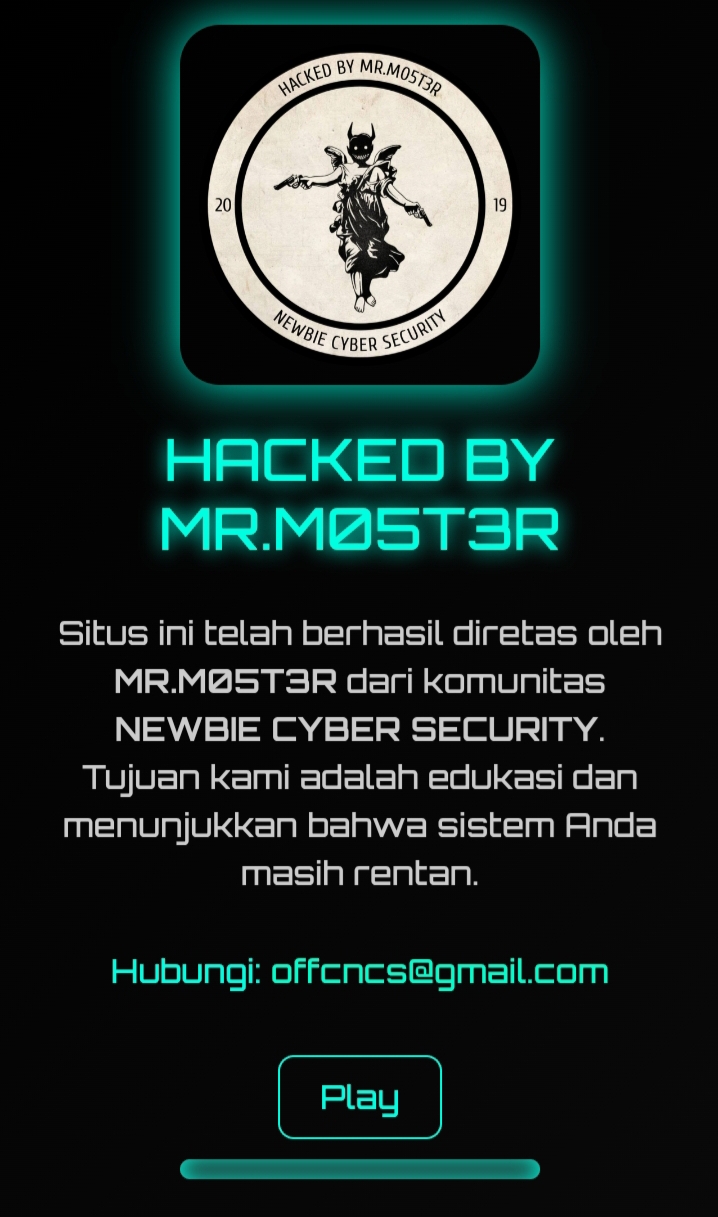 HACKED BY MR.M05T3R
20
19
NEWBIE CYBER SECURITY
HACKED BY
MR.MØ5T3R
Situs ini telah berhasil diretas oleh
MR.MØ5T3R dari komunitas
NEWBIE CYBER SECURITY.
Tujuan kami adalah edukasi dan
menunjukkan bahwa sistem Anda
masih rentan.
Hubungi: offcncs@gmail.com
Play